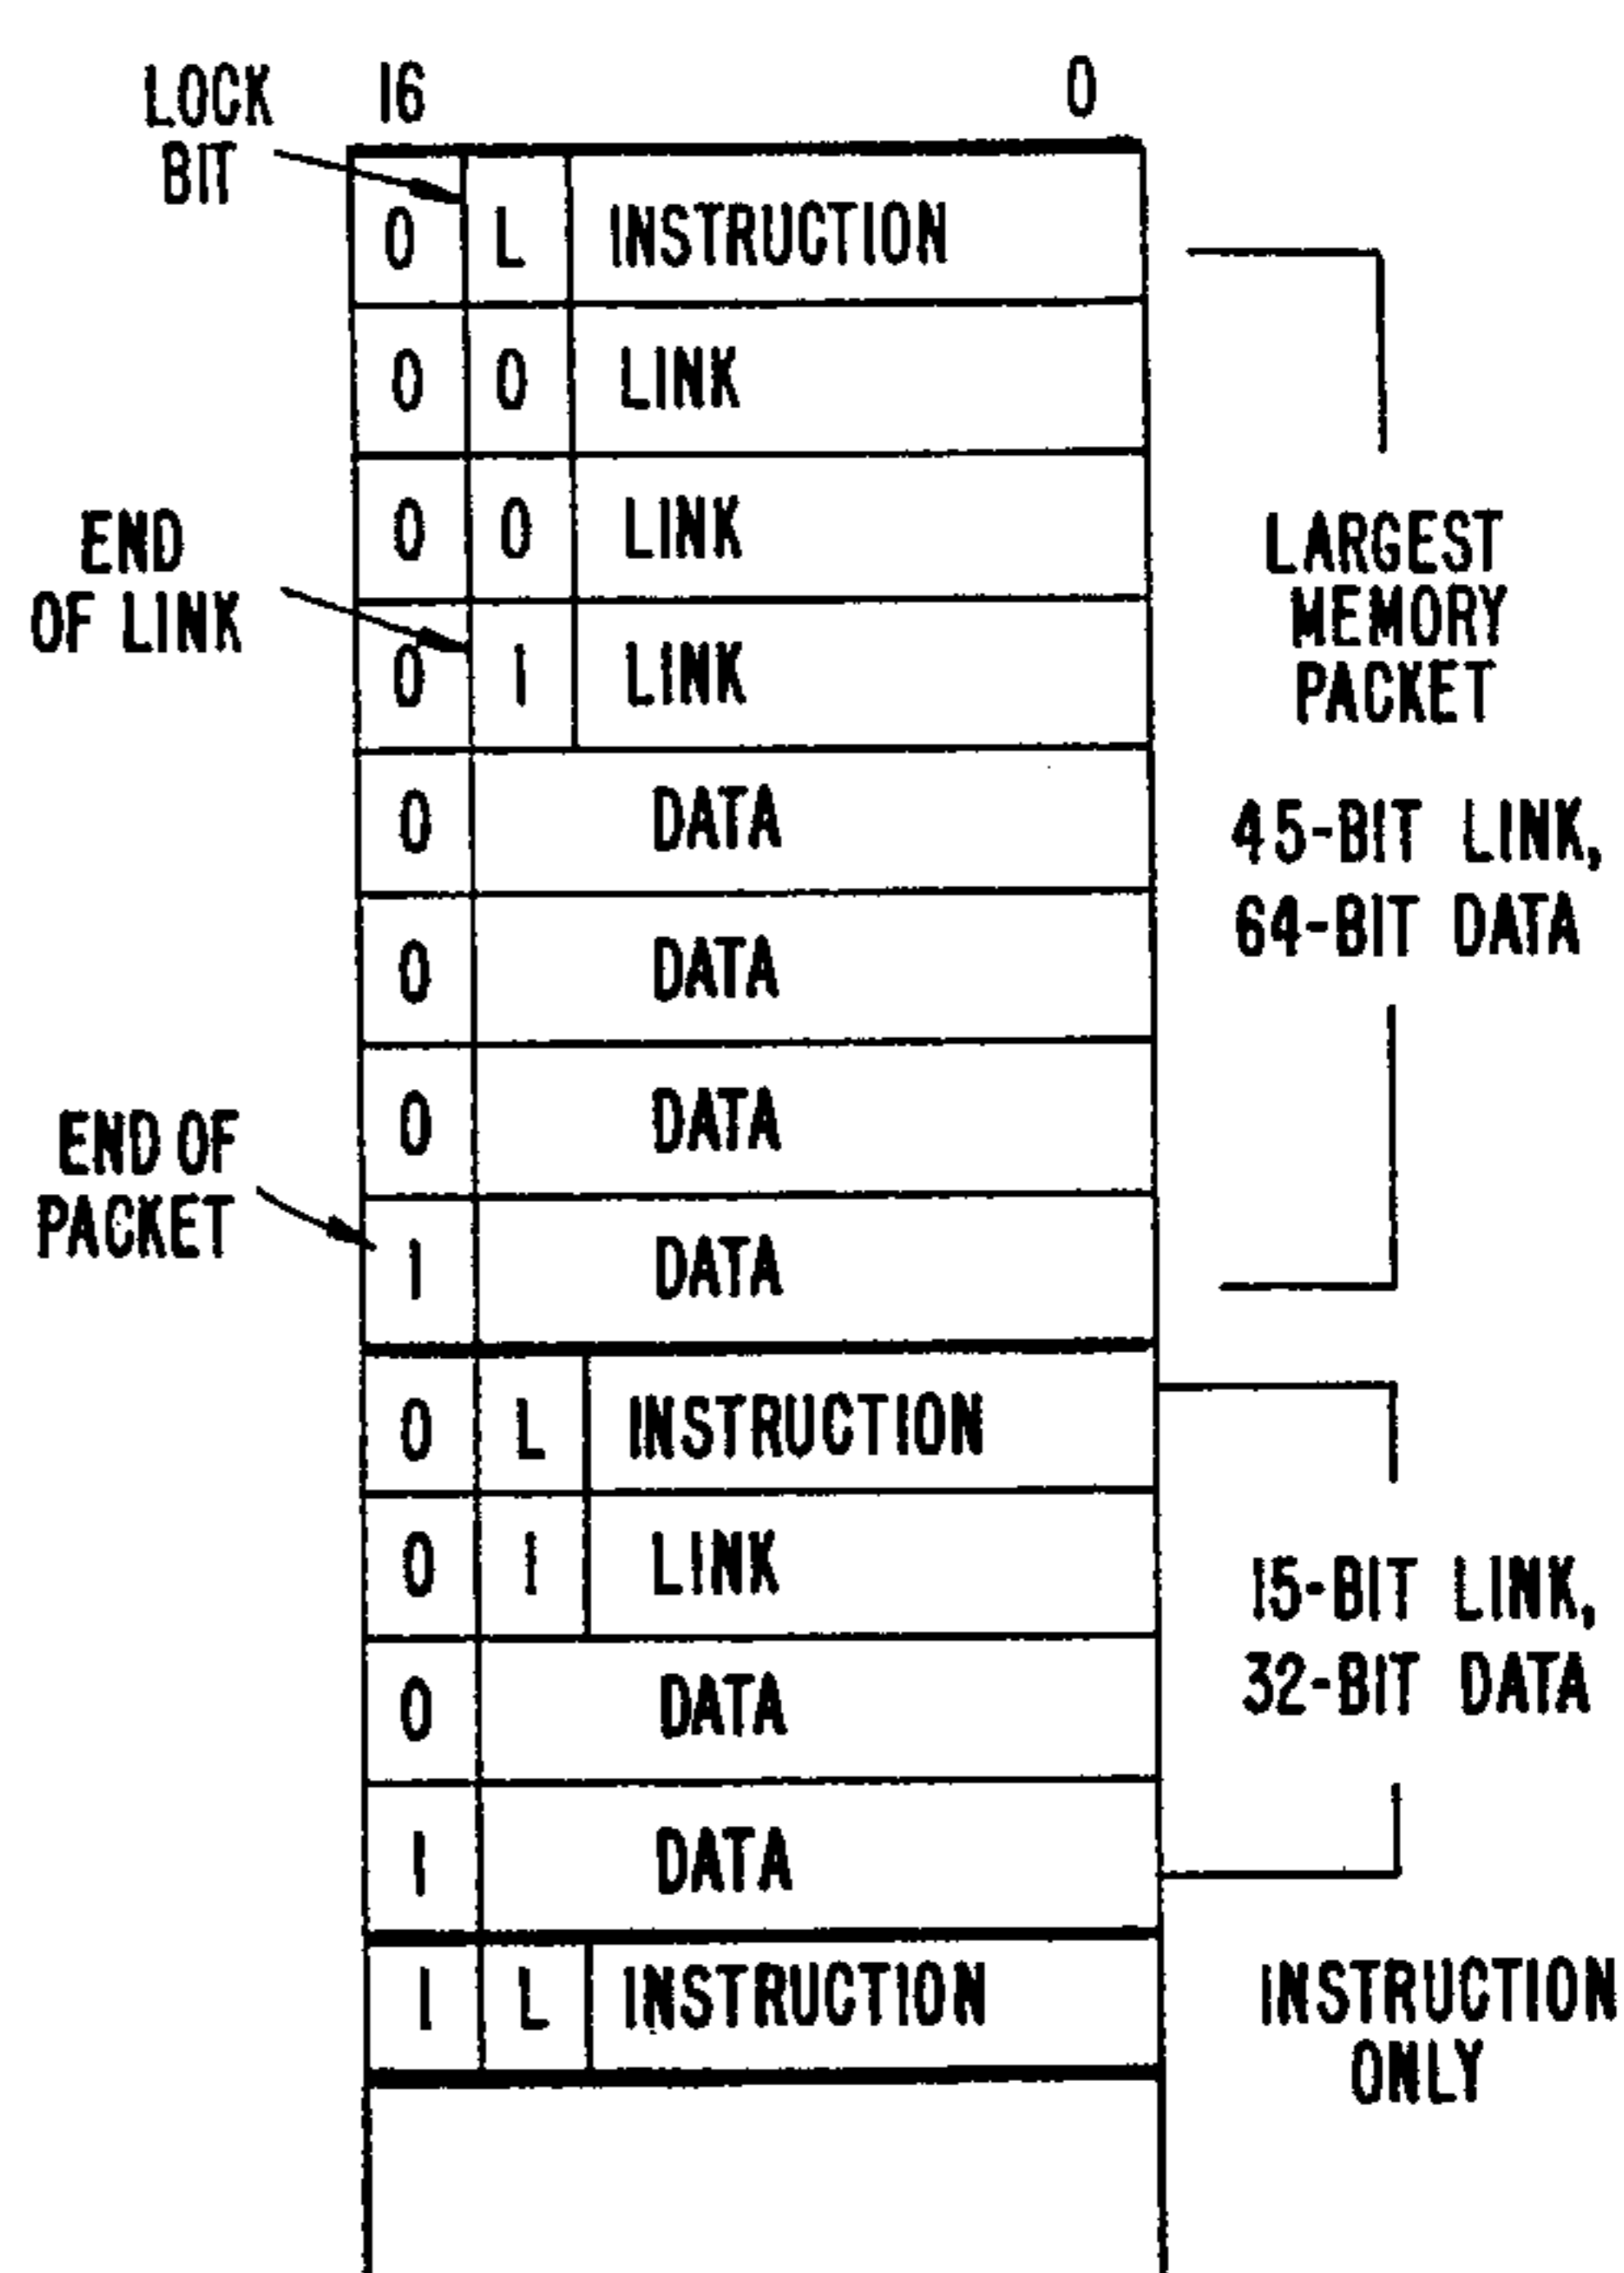 LOCK
BIT
16 0
0 L INSTRUCTION
0 0 LINK
0 0 LINK
END
OF LINK
0 1 LINK
LARGEST
MEMORY
PACKET
45-BIT LINK,
64-BIT DATA
0 DATA
0 DATA
0 DATA
END OF
PACKET
1 DATA
0 L INSTRUCTION
0 1 LINK
0 DATA
1 DATA
15-BIT LINK,
32-BIT DATA
1 L INSTRUCTION
INSTRUCTION
ONLY